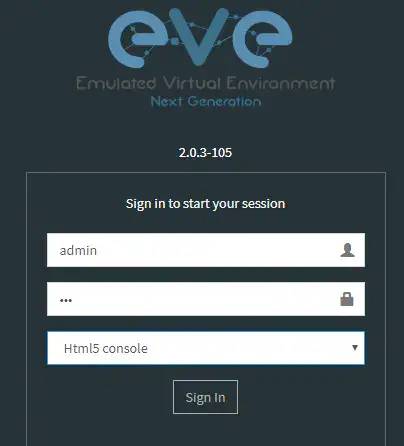 eve
Emulated Virtual Environment
Next Generation
2.0.3-105
Sign in to start your session
admin
•••
Html5 console
Sign In